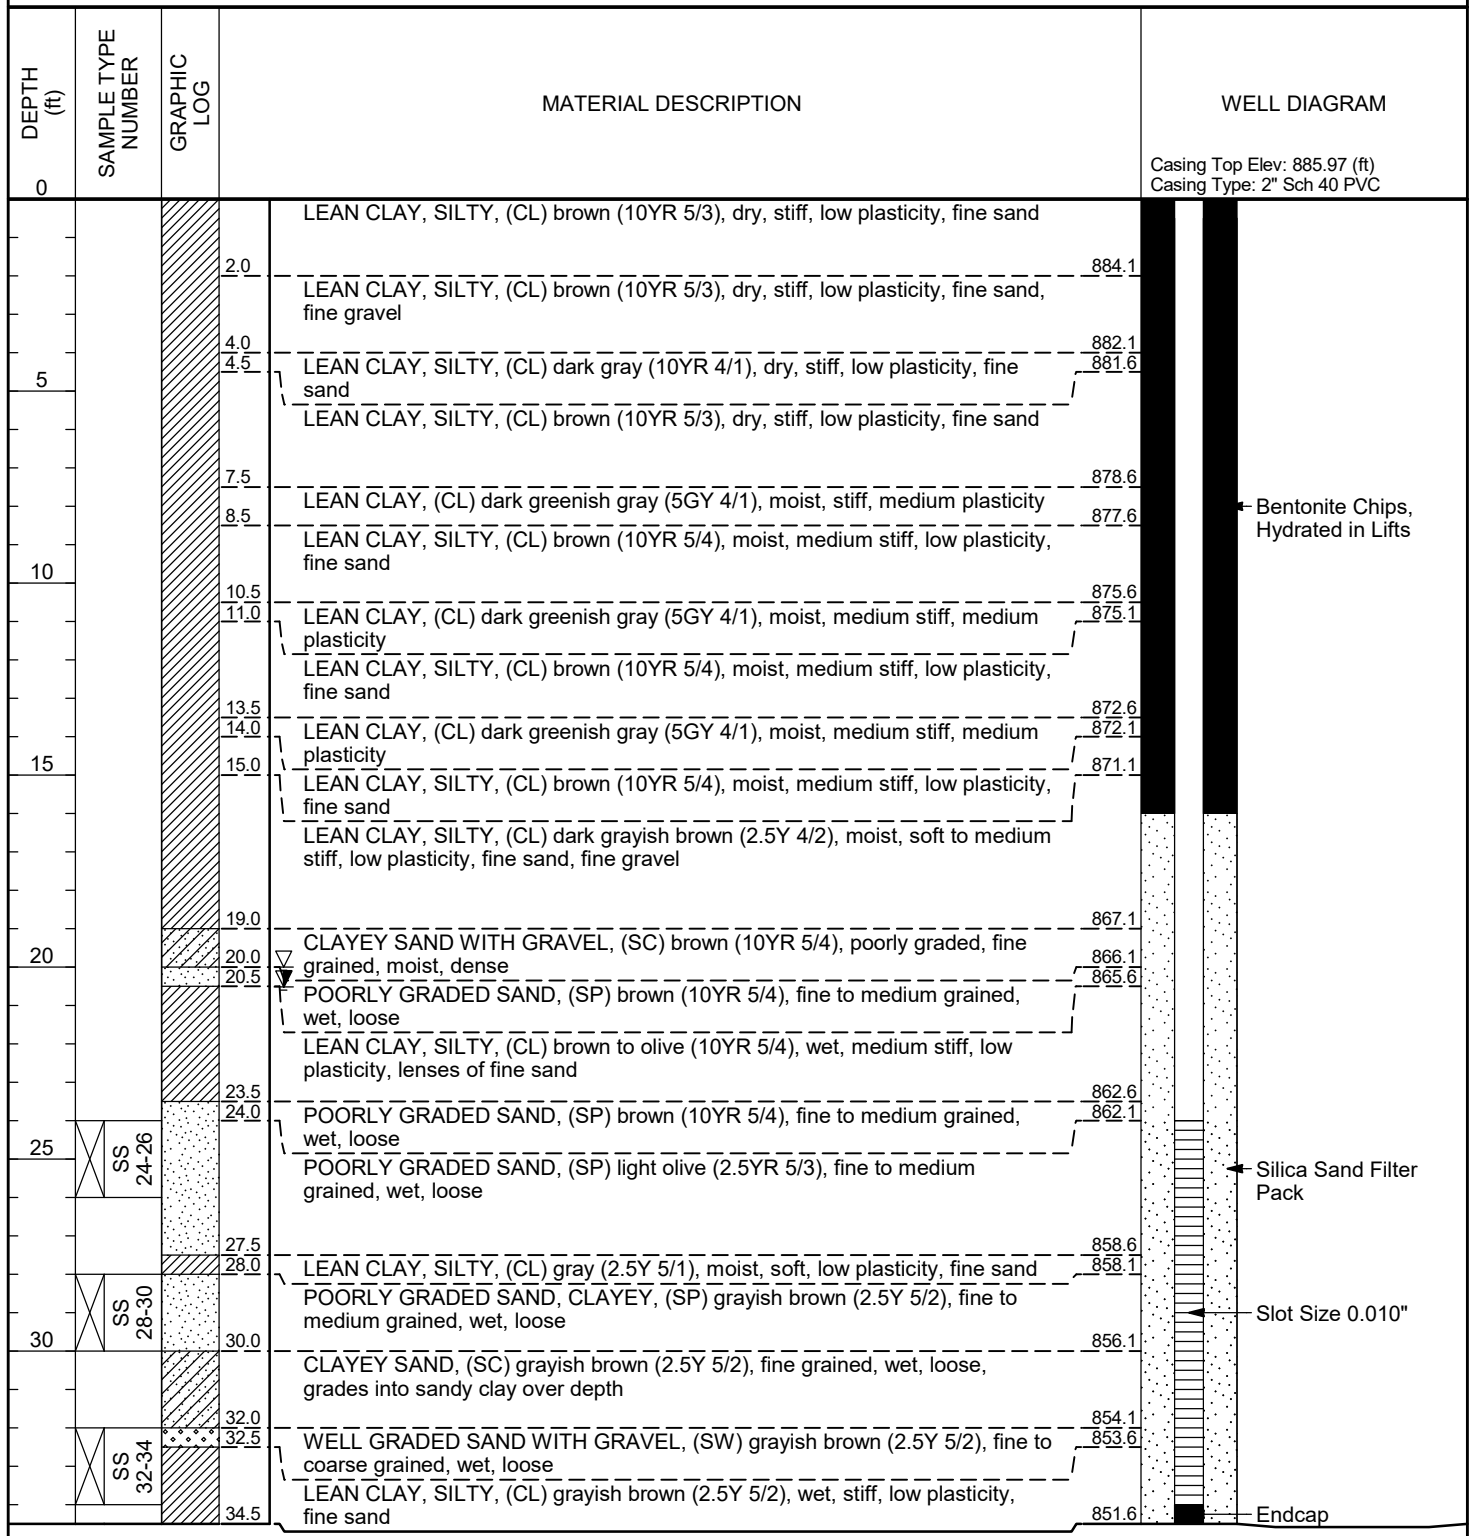 DEPTH
(ft)
SAMPLE TYPE
NUMBER
GRAPHIC
LOG
MATERIAL DESCRIPTION
WELL DIAGRAM
Casing Top Elev: 885.97 (ft)
Casing Type: 2" Sch 40 PVC
0
LEAN CLAY, SILTY, (CL) brown (10YR 5/3), dry, stiff, low plasticity, fine sand
2.0
884.1
LEAN CLAY, SILTY, (CL) brown (10YR 5/3), dry, stiff, low plasticity, fine sand,
fine gravel
4.0
882.1
4.5
881.6
LEAN CLAY, SILTY, (CL) dark gray (10YR 4/1), dry, stiff, low plasticity, fine
sand
5
LEAN CLAY, SILTY, (CL) brown (10YR 5/3), dry, stiff, low plasticity, fine sand
7.5
878.6
LEAN CLAY, (CL) dark greenish gray (5GY 4/1), moist, stiff, medium plasticity
Bentonite Chips,
Hydrated in Lifts
8.5
877.6
LEAN CLAY, SILTY, (CL) brown (10YR 5/4), moist, medium stiff, low plasticity,
fine sand
10
10.5
875.6
11.0
875.1
LEAN CLAY, (CL) dark greenish gray (5GY 4/1), moist, medium stiff, medium
plasticity
LEAN CLAY, SILTY, (CL) brown (10YR 5/4), moist, medium stiff, low plasticity,
fine sand
13.5
872.6
14.0
872.1
LEAN CLAY, (CL) dark greenish gray (5GY 4/1), moist, medium stiff, medium
plasticity
15
15.0
871.1
LEAN CLAY, SILTY, (CL) brown (10YR 5/4), moist, medium stiff, low plasticity,
fine sand
LEAN CLAY, SILTY, (CL) dark grayish brown (2.5Y 4/2), moist, soft to medium
stiff, low plasticity, fine sand, fine gravel
19.0
867.1
CLAYEY SAND WITH GRAVEL, (SC) brown (10YR 5/4), poorly graded, fine
grained, moist, dense
20
20.0
866.1
20.5
865.6
POORLY GRADED SAND, (SP) brown (10YR 5/4), fine to medium grained,
wet, loose
LEAN CLAY, SILTY, (CL) brown to olive (10YR 5/4), wet, medium stiff, low
plasticity, lenses of fine sand
23.5
862.6
24.0
862.1
POORLY GRADED SAND, (SP) brown (10YR 5/4), fine to medium grained,
wet, loose
25
SS
24-26
POORLY GRADED SAND, (SP) light olive (2.5YR 5/3), fine to medium
grained, wet, loose
Silica Sand Filter
Pack
27.5
858.6
28.0
858.1
LEAN CLAY, SILTY, (CL) gray (2.5Y 5/1), moist, soft, low plasticity, fine sand
SS
28-30
POORLY GRADED SAND, CLAYEY, (SP) grayish brown (2.5Y 5/2), fine to
medium grained, wet, loose
Slot Size 0.010"
30
30.0
856.1
CLAYEY SAND, (SC) grayish brown (2.5Y 5/2), fine grained, wet, loose,
grades into sandy clay over depth
32.0
854.1
32.5
853.6
WELL GRADED SAND WITH GRAVEL, (SW) grayish brown (2.5Y 5/2), fine to
coarse grained, wet, loose
SS
32-34
LEAN CLAY, SILTY, (CL) grayish brown (2.5Y 5/2), wet, stiff, low plasticity,
fine sand
34.5
851.6
Endcap